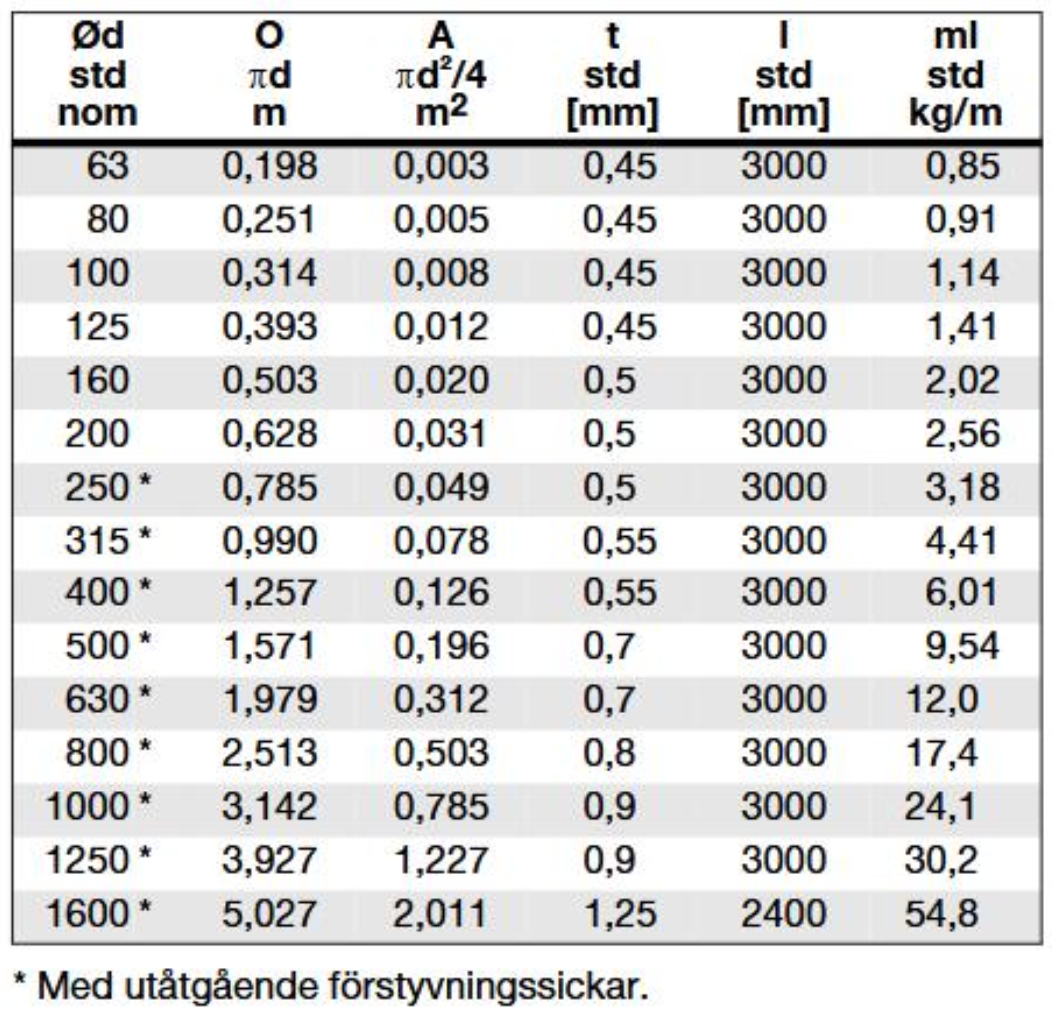 Ød O A t l ml
std πd πd²/4 std std std
nom m m2 [mm] [mm] kg/m
63 0,198 0,003 0,45 3000 0,85
80 0,251 0,005 0,45 3000 0,91
100 0,314 0,008 0,45 3000 1,14
125 0,393 0,012 0,45 3000 1,41
160 0,503 0,020 0,5 3000 2,02
200 0,628 0,031 0,5 3000 2,56
250 * 0,785 0,049 0,5 3000 3,18
315 * 0,990 0,078 0,55 3000 4,41
400 * 1,257 0,126 0,55 3000 6,01
500 * 1,571 0,196 0,7 3000 9,54
630 * 1,979 0,312 0,7 3000 12,0
800 * 2,513 0,503 0,8 3000 17,4
1000 * 3,142 0,785 0,9 3000 24,1
1250 * 3,927 1,227 0,9 3000 30,2
1600 * 5,027 2,011 1,25 2400 54,8
* Med utåtgående förstyvningssickar.